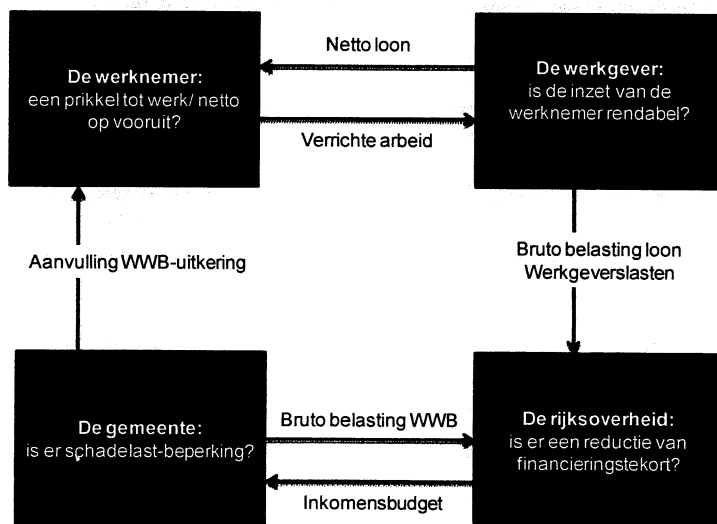 De werknemer:
een prikkel tot werk/ netto
op vooruit?
Netto loon
Verrichte arbeid
De werkgever:
is de inzet van de
werknemer rendabel?
Aanvulling WWB-uitkering
Bruto belasting loon
Werkgeverslasten
De gemeente:
is er schadelast-beperking?
Bruto belasting WWB
Inkomensbudget
De rijksoverheid:
is er een reductie van
financieringstekort?